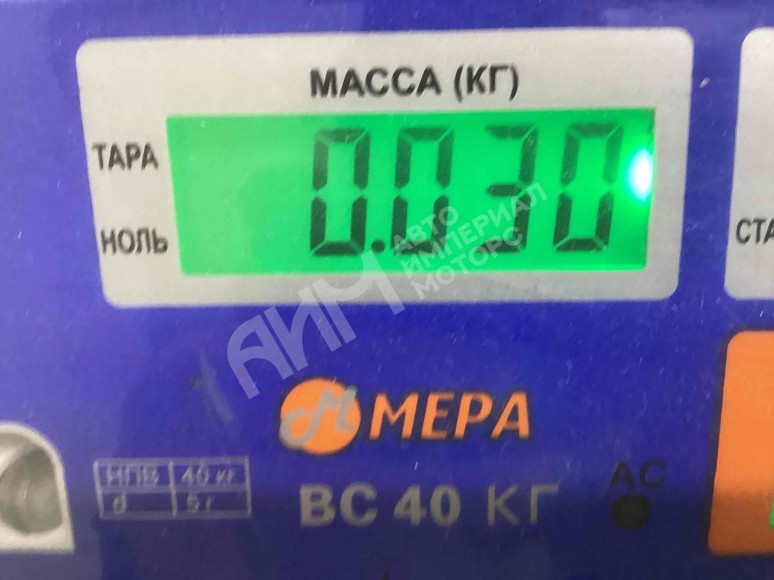 МАССА (КГ)
ТАРА
0.030
НОЛЬ
СТА
АИМ
АВТО
ИМПЕРИАЛ
МОТОРС
М МЕРА
НПВ 40 кг
d 5 г
ВС 40 КГ
АС